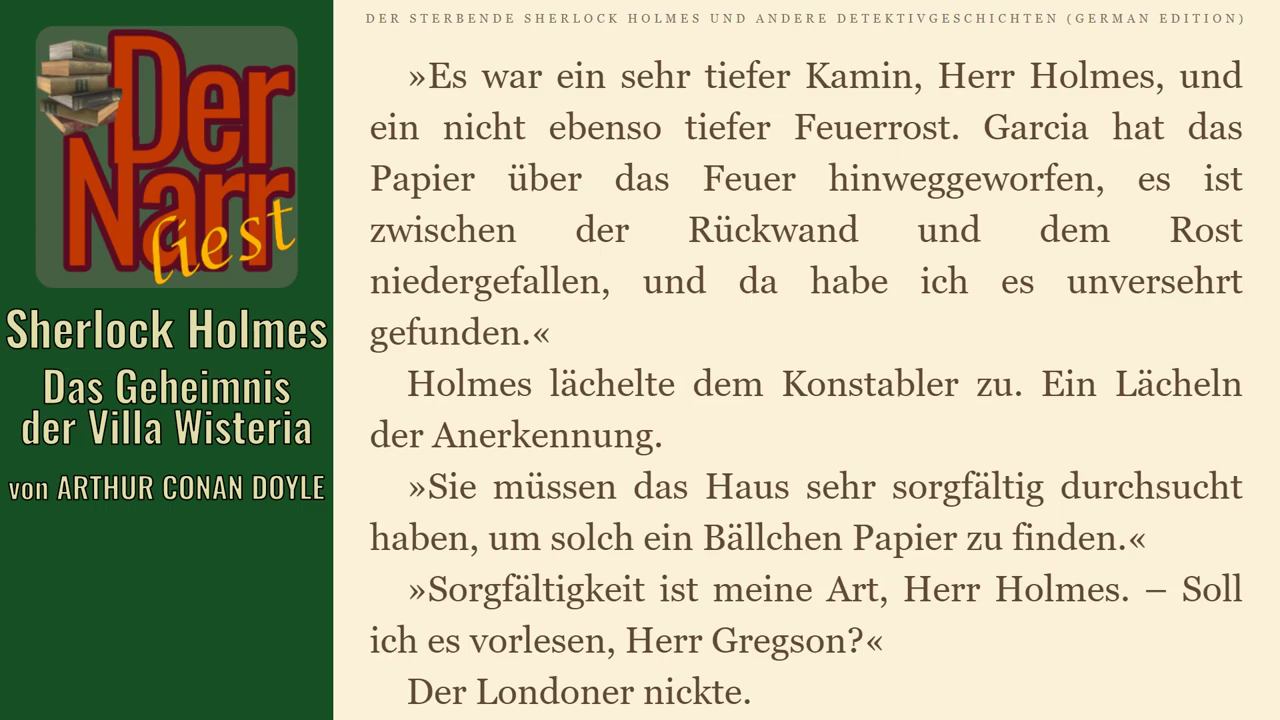 Der
Narr
liest
Sherlock Holmes
Das Geheimnis
der Villa Wisteria
von ARTHUR CONAN DOYLE
DER STERBENDE SHERLOCK HOLMES UND ANDERE DETEKTIVGESCHICHTEN (GERMAN EDITION)
»Es war ein sehr tiefer Kamin, Herr Holmes, und
ein nicht ebenso tiefer Feuerrost. Garcia hat das
Papier über das Feuer hinweggeworfen, es ist
zwischen der Rückwand und dem Rost
niedergefallen, und da habe ich es unversehrt
gefunden.«
Holmes lächelte dem Konstabler zu. Ein Lächeln
der Anerkennung.
»Sie müssen das Haus sehr sorgfältig durchsucht
haben, um solch ein Bällchen Papier zu finden.«
»Sorgfältigkeit ist meine Art, Herr Holmes. – Soll
ich es vorlesen, Herr Gregson?«
Der Londoner nickte.